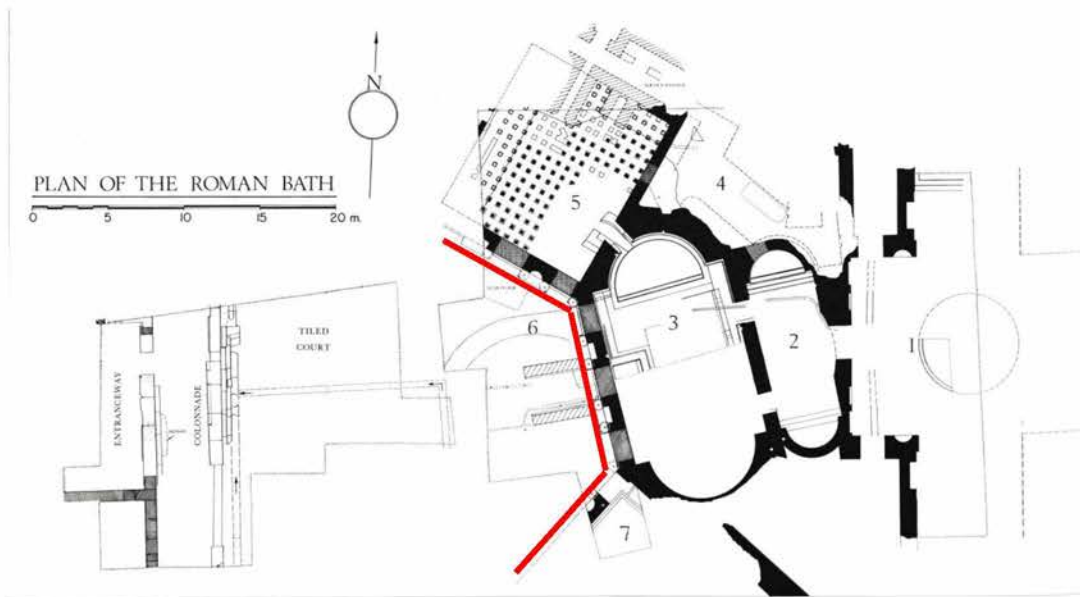 N
PLAN OF THE ROMAN BATH
0 5 10 15 20 m.
4
5
6
3
2
1
7
TILED
COURT
ENTRANCEWAY
COLONNADE